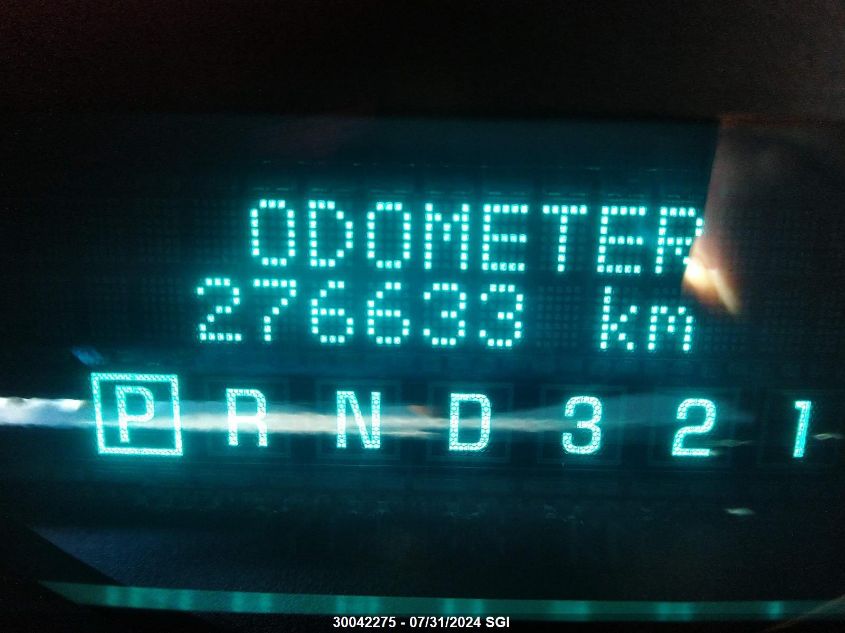 ODOMETER
276633 km
P R N D 3 2 1
30042275 - 07/31/2024 SGI